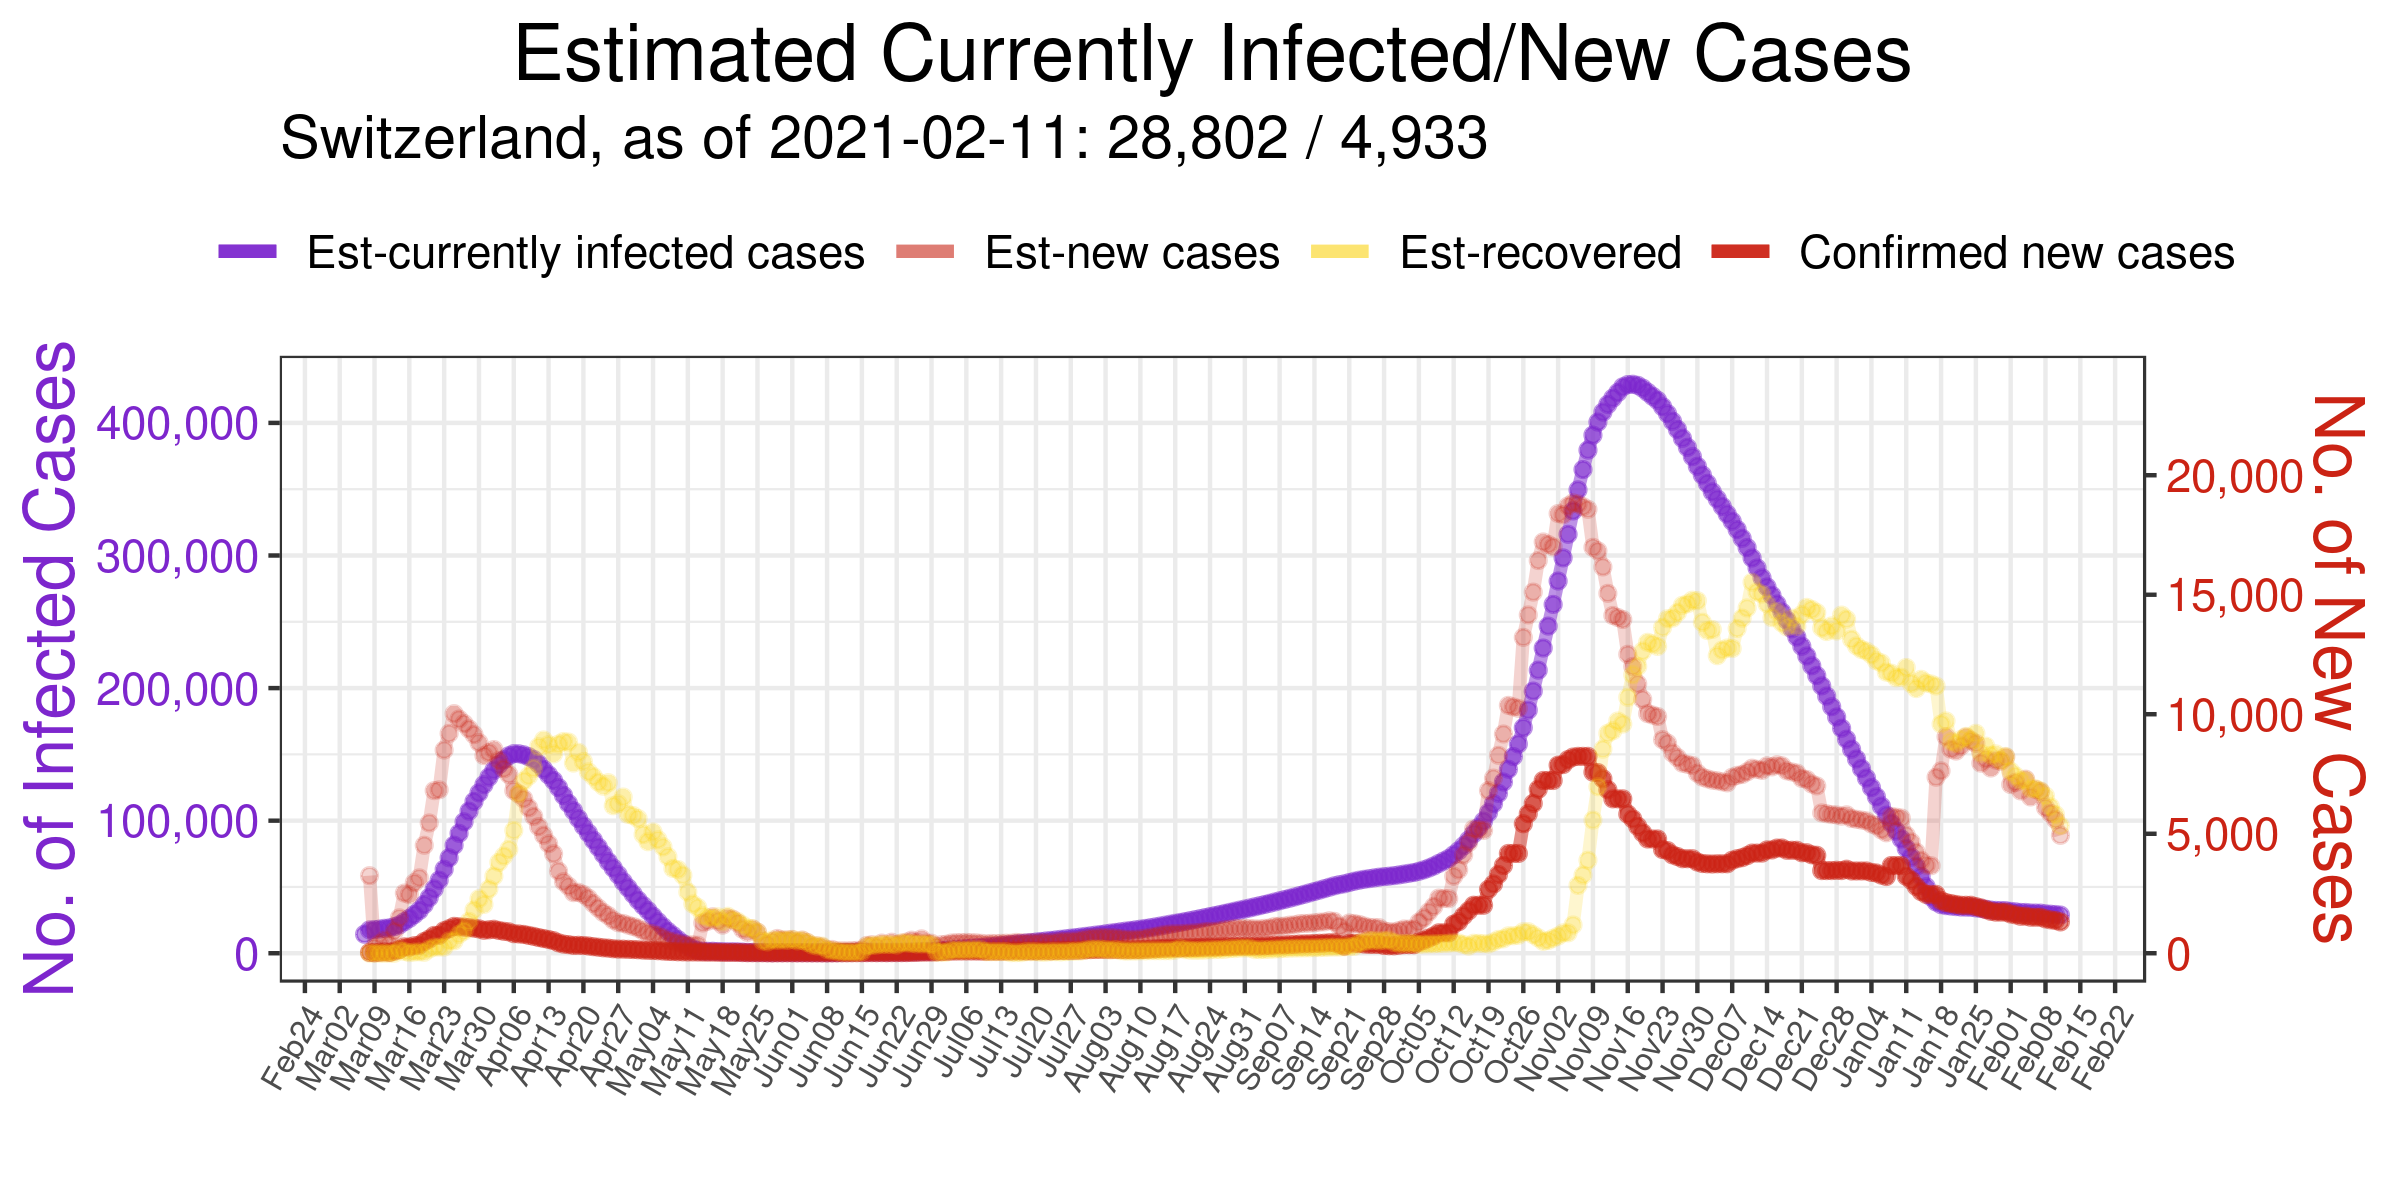 Estimated Currently Infected/New Cases
Switzerland, as of 2021-02-11: 28,802 / 4,933
Est-currently infected cases
Est-new cases
Est-recovered
Confirmed new cases
No. of Infected Cases
400,000
300,000
200,000
100,000
0
20,000
15,000
10,000
5,000
0
No. of New Cases
Feb24
Mar02
Mar09
Mar16
Mar23
Mar30
Apr06
Apr13
Apr20
Apr27
May04
May11
May18
May25
Jun01
Jun08
Jun15
Jun22
Jun29
Jul06
Jul13
Jul20
Jul27
Aug03
Aug10
Aug17
Aug24
Aug31
Sep07
Sep14
Sep21
Sep28
Oct05
Oct12
Oct19
Oct26
Nov02
Nov09
Nov16
Nov23
Nov30
Dec07
Dec14
Dec21
Dec28
Jan04
Jan11
Jan18
Jan25
Feb01
Feb08
Feb15
Feb22